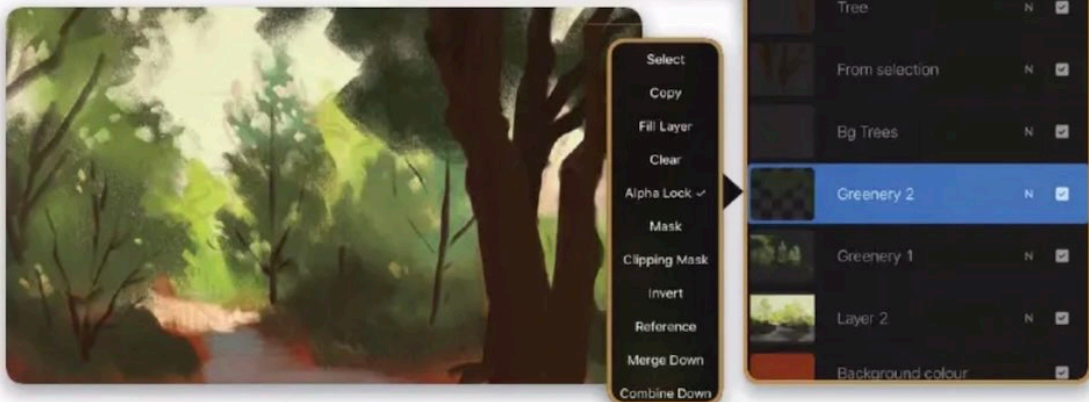 Select
Copy
Fill Layer
Clear
Alpha Lock ✓
Mask
Clipping Mask
Invert
Reference
Merge Down
Combine Down
Tree N
From selection N
Bg Trees N
Greenery 2 N
Greenery 1 N
Layer 2 N
Background colour